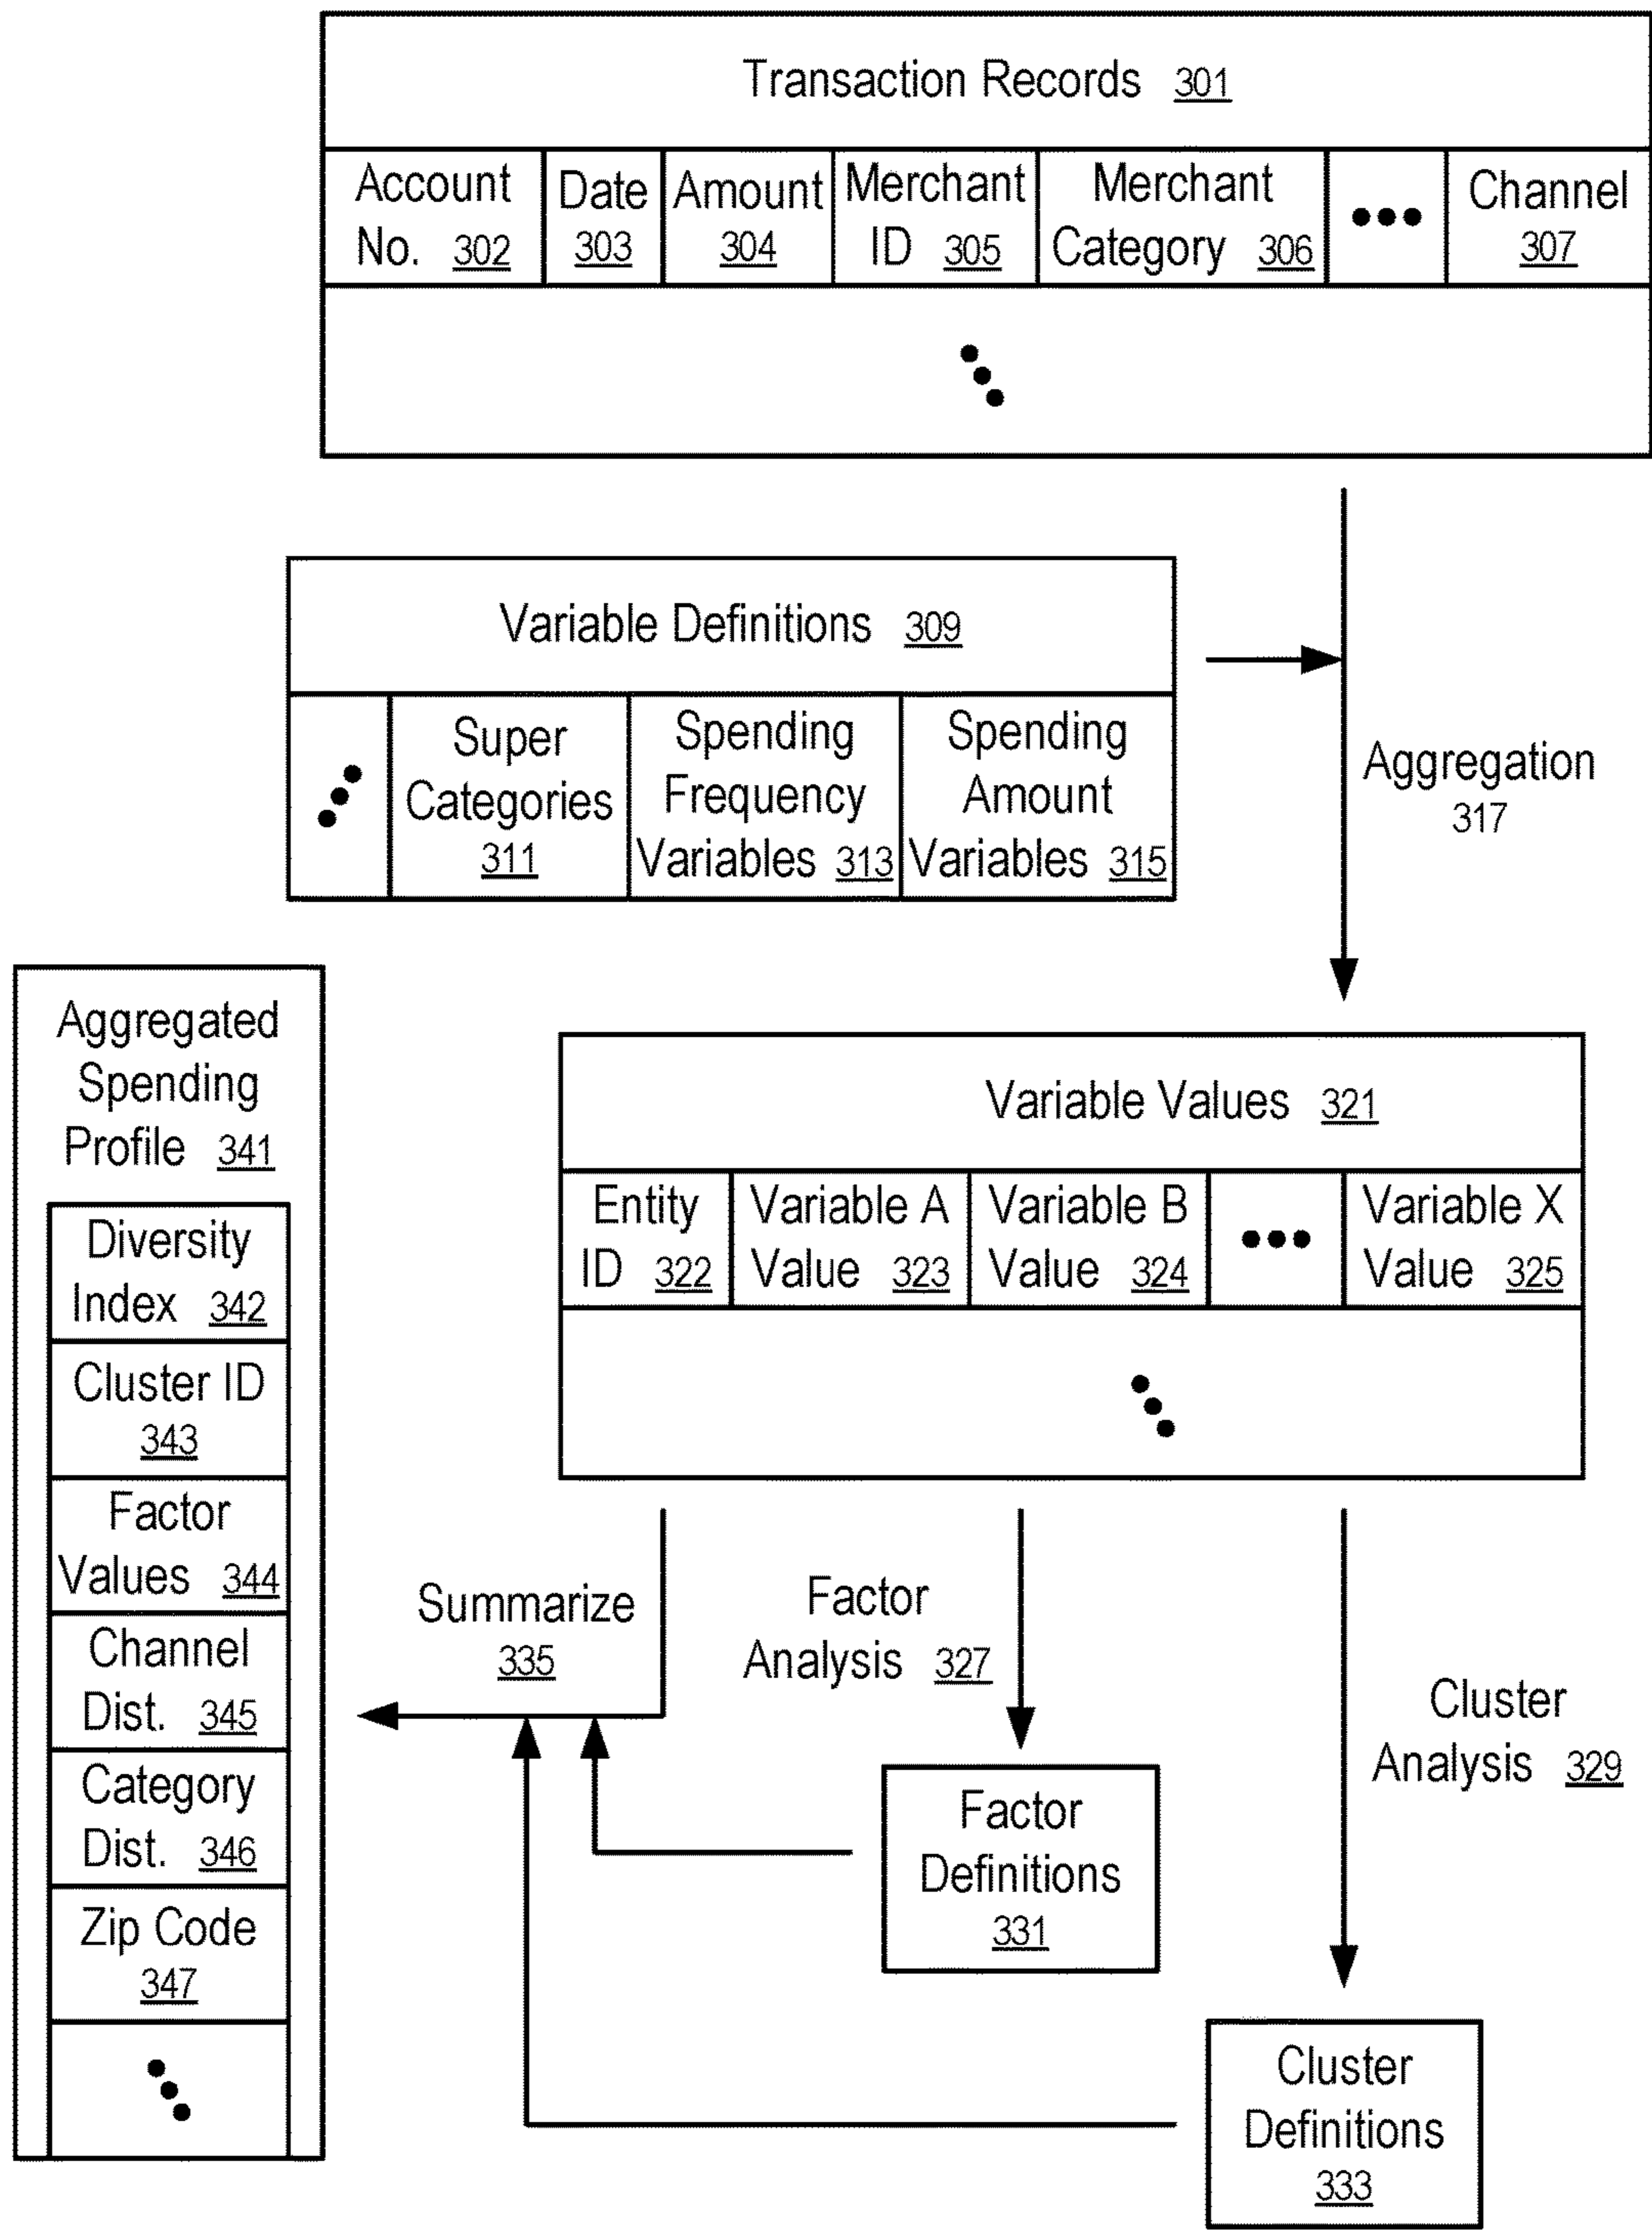 Transaction Records 301
Account
No. 302
Date
303
Amount
304
Merchant
ID 305
Merchant
Category 306
•••
Channel
307
Variable Definitions 309
Super
Categories
311
Spending
Frequency
Variables 313
Spending
Amount
Variables 315
Aggregation
317
Aggregated
Spending
Profile 341
Diversity
Index 342
Cluster ID
343
Factor
Values 344
Channel
Dist. 345
Category
Dist. 346
Zip Code
347
Variable Values 321
Entity
ID 322
Variable A
Value 323
Variable B
Value 324
•••
Variable X
Value 325
Summarize
335
Factor
Analysis 327
Cluster
Analysis 329
Factor
Definitions
331
Cluster
Definitions
333